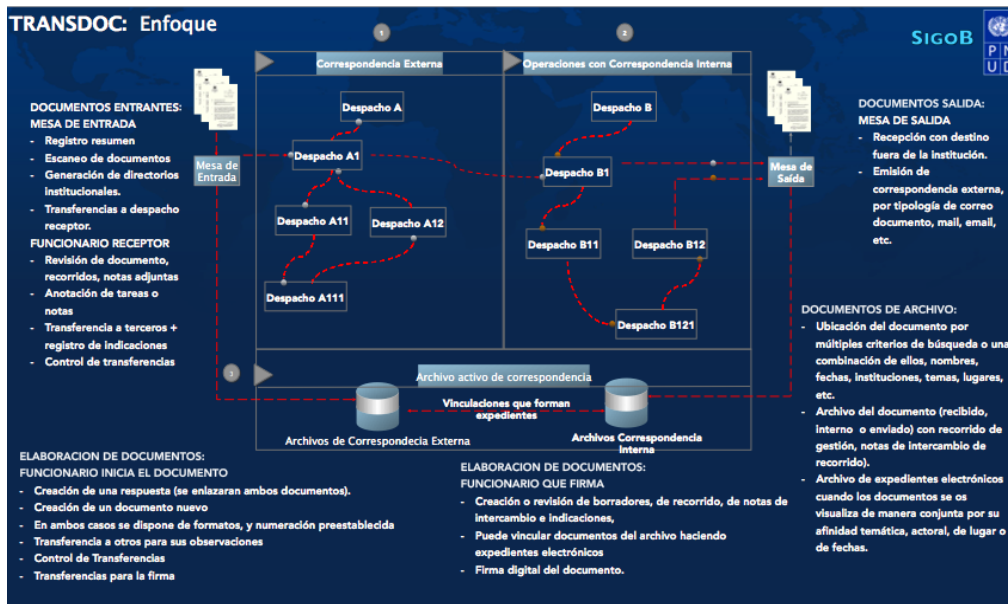 TRANSDOC: Enfoque
SIGOB
P N
U D
1
2
Correspondencia Externa
Operaciones con Correspondencia Interna
DOCUMENTOS ENTRANTES:
MESA DE ENTRADA
- Registro resumen
- Escaneo de documentos
- Generación de directorios
institucionales.
- Transferencias a despacho
receptor.
FUNCIONARIO RECEPTOR
- Revisión de documento,
recorridos, notas adjuntas
- Anotación de tareas o
notas
- Transferencia a terceros +
registro de indicaciones
- Control de transferencias
Mesa de
Entrada
Despacho A
Despacho A1
Despacho A11
Despacho A12
Despacho A111
Despacho B
Despacho B1
Despacho B11
Despacho B12
Despacho B121
Mesa de
Saída
DOCUMENTOS SALIDA:
MESA DE SALIDA
- Recepción con destino
fuera de la institución.
- Emisión de
correspondencia externa,
por tipología de correo
documento, mail, email,
etc.
3
Archivo activo de correspondencia
Vinculaciones que forman
expedientes
Archivos de Correspondecia Externa
Archivos Correspondencia
Interna
DOCUMENTOS DE ARCHIVO:
- Ubicación del documento por
múltiples criterios de búsqueda o una
combinación de ellos, nombres,
fechas, instituciones, temas, lugares,
etc.
- Archivo del documento (recibido,
interno o enviado) con recorrido de
gestión, notas de intercambio de
recorrido).
- Archivo de expedientes electrónicos
cuando los documentos se os
visualiza de manera conjunta por su
afinidad temática, actoral, de lugar o
de fechas.
ELABORACION DE DOCUMENTOS:
FUNCIONARIO INICIA EL DOCUMENTO
- Creación de una respuesta (se enlazaran ambos documentos).
- Creación de un documento nuevo
- En ambos casos se dispone de formatos, y numeración preestablecida
- Transferencia a otros para sus observaciones
- Control de Transferencias
- Transferencias para la firma
ELABORACION DE DOCUMENTOS:
FUNCIONARIO QUE FIRMA
- Creación o revisión de borradores, de recorrido, de notas de
intercambio e indicaciones,
- Puede vincular documentos del archivo haciendo
expedientes electrónicos
- Firma digital del documento.